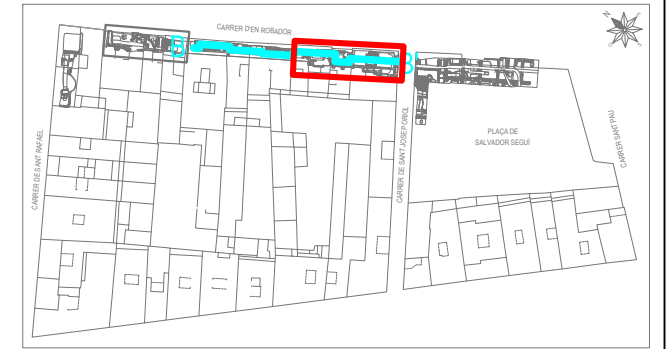 CARRER D'EN ROBADOR
N
B
B'
CARRER DE SANT RAFAEL
CARRER DE SANT JOSEP ORIOL
PLAÇA DE
SALVADOR SEGUÍ
CARRER SANT PAU